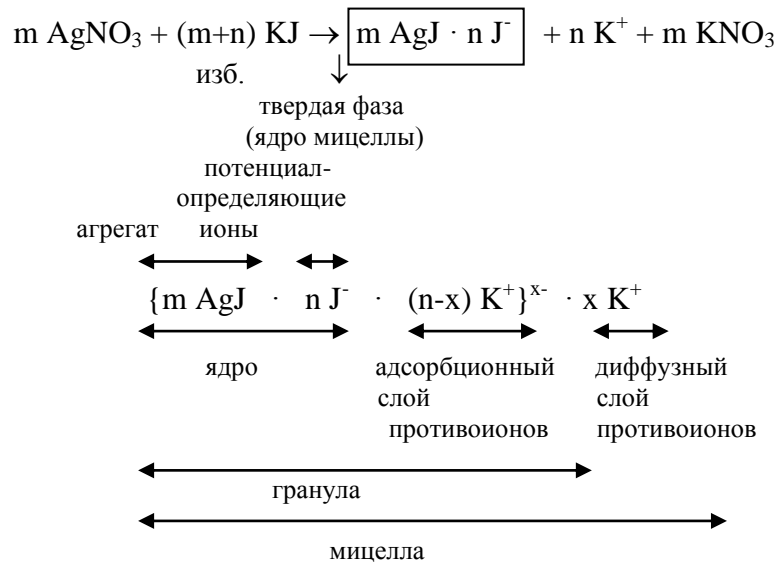 m AgNO₃ + (m+n) KJ → m AgJ · n J⁻ + n K⁺ + m KNO₃
изб. ↓
твердая фаза
(ядро мицеллы)
потенциал-
определяющие
агрегат ионы
{m AgJ · n J⁻ · (n-x) K⁺}ˣ⁻ · x K⁺
ядро адсорбционный диффузный
слой слой
противоионов противоионов
гранула
мицелла